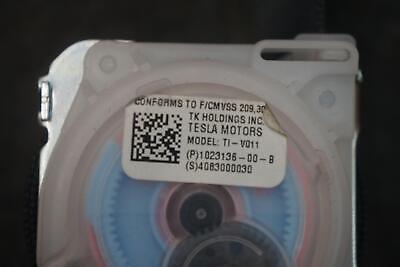 CONFORMS TO F/CMVSS 209,30
TK HOLDINGS INC.
TESLA MOTORS
MODEL: TI-V011
(P)1023136-00-B
(S)4083000030